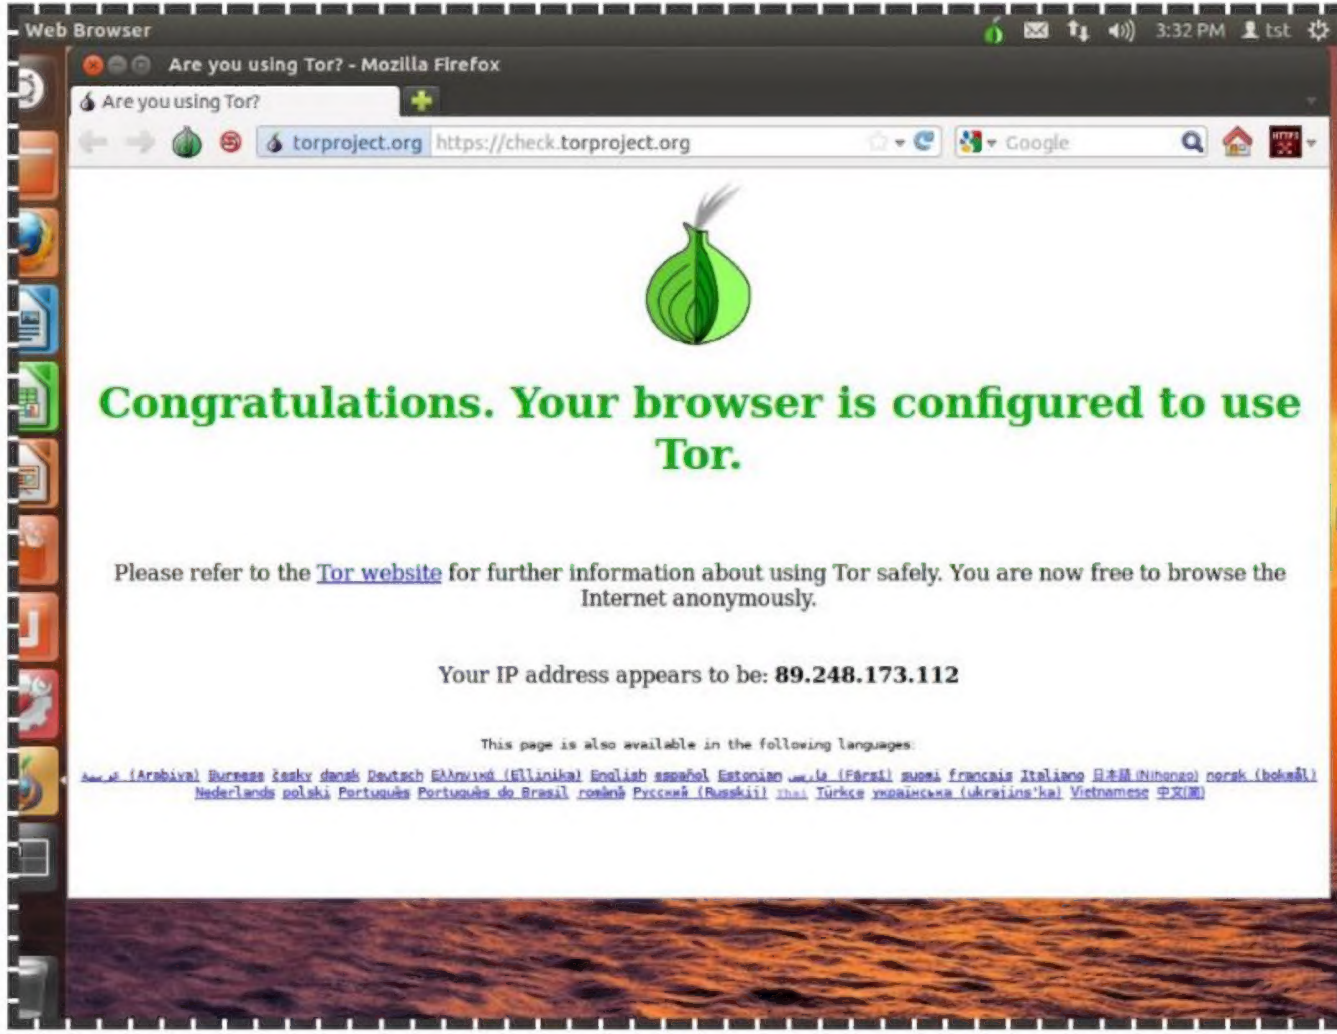 Web Browser
3:32 PM tst
Are you using Tor? - Mozilla Firefox
Are you using Tor?
torproject.org https://check.torproject.org
Google
HTTPS
Congratulations. Your browser is configured to use
Tor.
Please refer to the Tor website for further information about using Tor safely. You are now free to browse the
Internet anonymously.
Your IP address appears to be: 89.248.173.112
This page is also available in the following languages:
(Arabiya) Burmese česky dansk Deutsch Ελληνικά (Ellinika) English español Estonian فارسی (Fārsī) suomi français Italiano 日本語 (Nihongo) norsk (bokmål)
Nederlands polski Português Português do Brasil română Русский (Russkij) Thai Türkçe українська (ukrajins'ka) Vietnamese 中文(简)